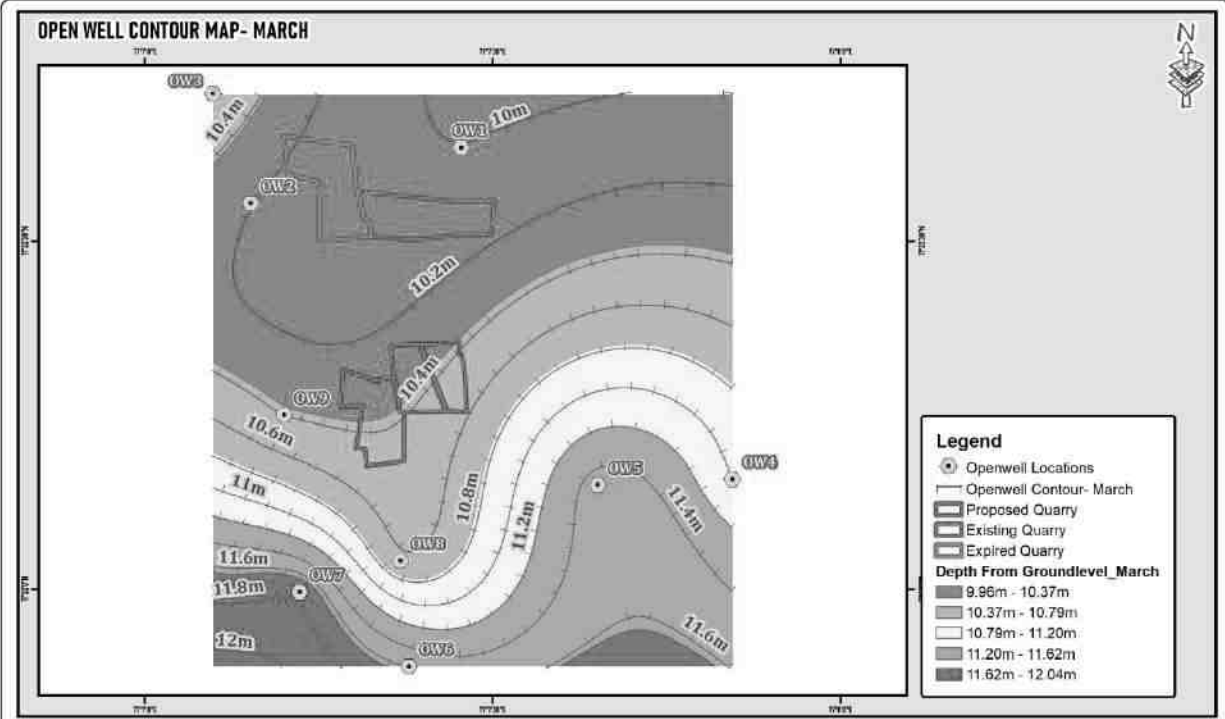 OPEN WELL CONTOUR MAP- MARCH
N
OW3
10.4m
10m
OW1
OW2
10.2m
10.4m
OW9
10.6m
OW5
OW4
11m
10.8m
11.4m
11.2m
OW8
11.6m
OW7
11.8m
12m
OW6
11.6m
Legend
Openwell Locations
Openwell Contour- March
Proposed Quarry
Existing Quarry
Expired Quarry
Depth From Groundlevel_March
9.96m - 10.37m
10.37m - 10.79m
10.79m - 11.20m
11.20m - 11.62m
11.62m - 12.04m